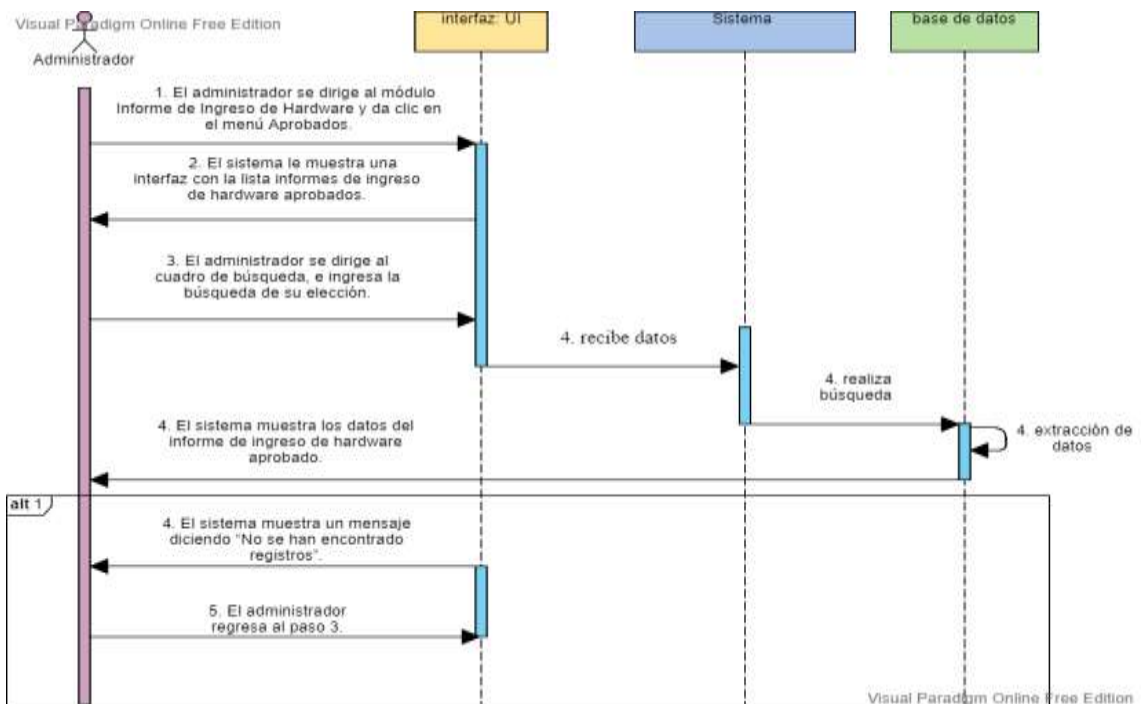 Visual Paradigm Online Free Edition
Administrador
interfaz: UI
Sistema
base de datos
1. El administrador se dirige al módulo
Informe de Ingreso de Hardware y da clic en
el menú Aprobados.
2. El sistema le muestra una
interfaz con la lista informes de ingreso
de hardware aprobados.
3. El administrador se dirige al
cuadro de búsqueda, e ingresa la
búsqueda de su elección.
4. recibe datos
4. realiza
búsqueda
4. extracción de
datos
4. El sistema muestra los datos del
informe de ingreso de hardware
aprobado.
alt 1
4. El sistema muestra un mensaje
diciendo "No se han encontrado
registros".
5. El administrador
regresa al paso 3.
Visual Paradigm Online Free Edition